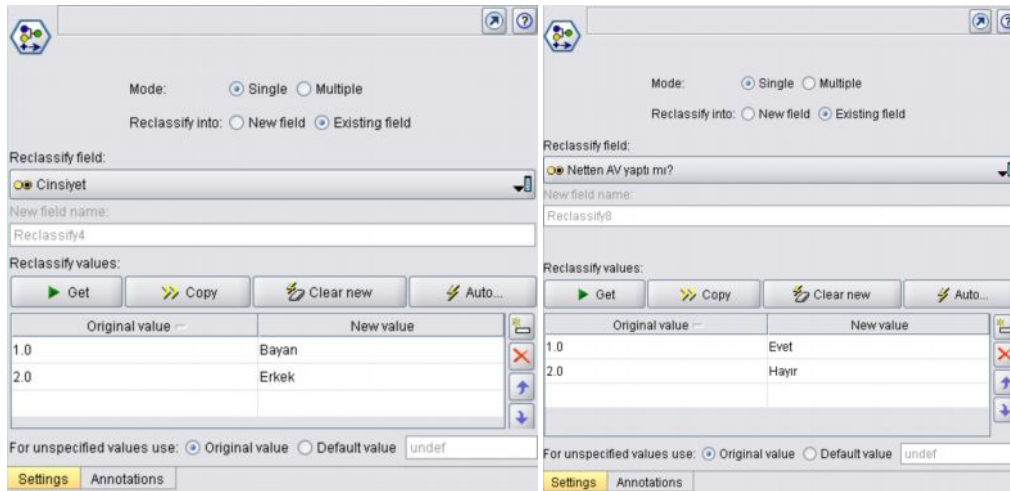 Mode: Single Multiple
Reclassify into: New field Existing field
Reclassify field:
Cinsiyet
New field name:
Reclassify4
Reclassify values:
Get Copy Clear new Auto...
Original value New value
1.0 Bayan
2.0 Erkek
For unspecified values use: Original value Default value undef
Settings Annotations
Mode: Single Multiple
Reclassify into: New field Existing field
Reclassify field:
Netten AV yaptı mı?
New field name:
Reclassify8
Reclassify values:
Get Copy Clear new Auto...
Original value New value
1.0 Evet
2.0 Hayır
For unspecified values use: Original value Default value undef
Settings Annotations